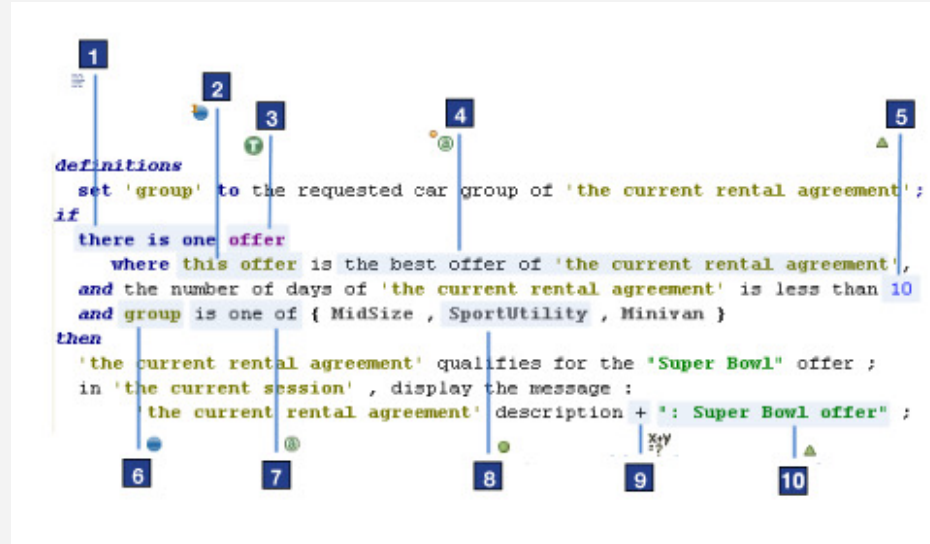 1
2
3
4
5
T
@
definitions
set 'group' to the requested car group of 'the current rental agreement';
if
there is one offer
where this offer is the best offer of 'the current rental agreement',
and the number of days of 'the current rental agreement' is less than 10
and group is one of { MidSize , SportUtility , Minivan }
then
'the current rental agreement' qualifies for the "Super Bowl" offer ;
in 'the current session' , display the message :
'the current rental agreement' description + ": Super Bowl offer" ;
@
x+y
=?
6
7
8
9
10